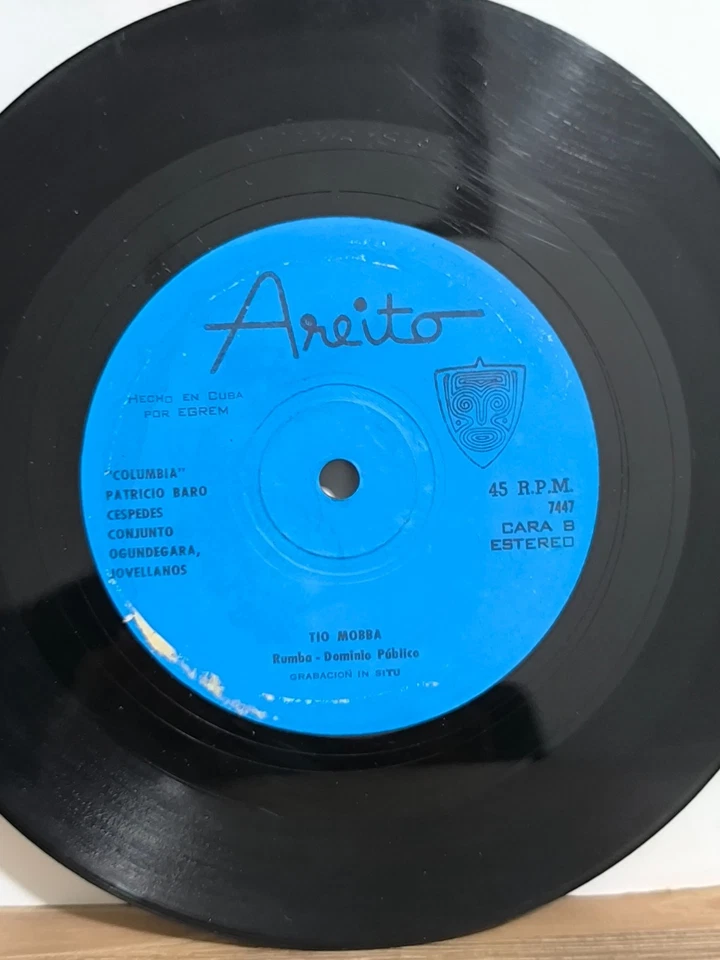 Areito
HECHO EN CUBA
POR EGREM
"COLUMBIA"
PATRICIO BARO
CESPEDES
CONJUNTO
OGUNDEGARA,
JOVELLANOS
45 R.P.M.
7447
CARA B
ESTEREO
TIO MOBBA
Rumba - Dominio Público
GRABACION IN SITU